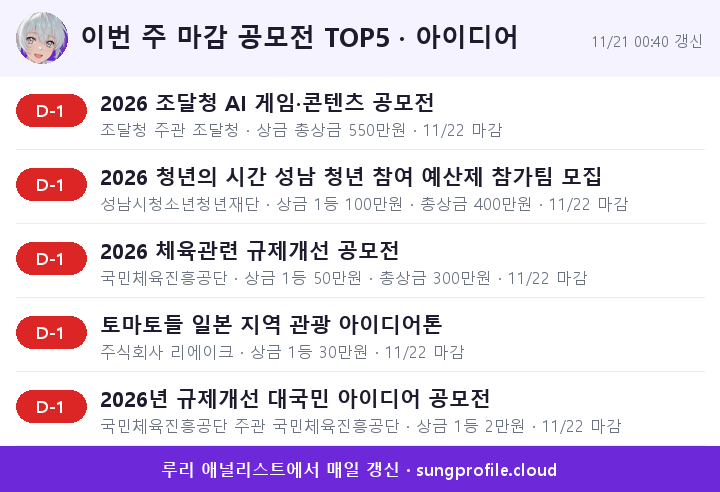 이번 주 마감 공모전 TOP5 · 아이디어
11/21 00:40 갱신
D-1
2026 조달청 AI 게임·콘텐츠 공모전
조달청 주관 조달청 · 상금 총상금 550만원 · 11/22 마감
D-1
2026 청년의 시간 성남 청년 참여 예산제 참가팀 모집
성남시청소년청년재단 · 상금 1등 100만원 · 총상금 400만원 · 11/22 마감
D-1
2026 체육관련 규제개선 공모전
국민체육진흥공단 · 상금 1등 50만원 · 총상금 300만원 · 11/22 마감
D-1
토마토들 일본 지역 관광 아이디어톤
주식회사 리에이크 · 상금 1등 30만원 · 11/22 마감
D-1
2026년 규제개선 대국민 아이디어 공모전
국민체육진흥공단 주관 국민체육진흥공단 · 상금 1등 2만원 · 11/22 마감
루리 애널리스트에서 매일 갱신 · sungprofile.cloud